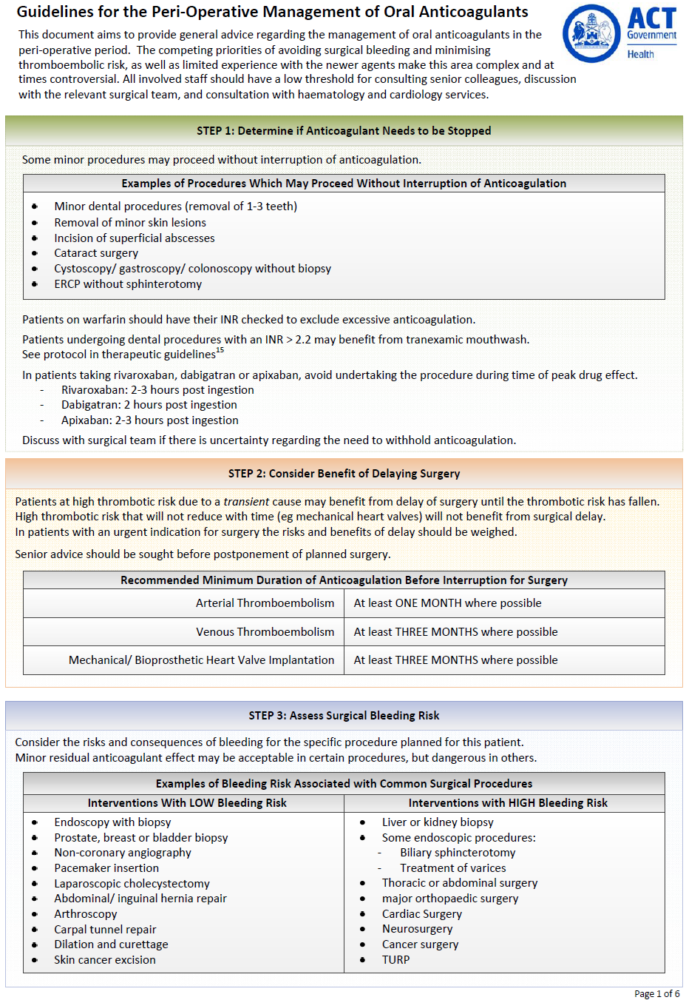 Guidelines for the Peri-Operative Management of Oral Anticoagulants
ACT
Government
Health
This document aims to provide general advice regarding the management of oral anticoagulants in the
peri-operative period. The competing priorities of avoiding surgical bleeding and minimising
thromboembolic risk, as well as limited experience with the newer agents make this area complex and at
times controversial. All involved staff should have a low threshold for consulting senior colleagues, discussion
with the relevant surgical team, and consultation with haematology and cardiology services.
STEP 1: Determine if Anticoagulant Needs to be Stopped
Some minor procedures may proceed without interruption of anticoagulation.
Examples of Procedures Which May Proceed Without Interruption of Anticoagulation
• Minor dental procedures (removal of 1-3 teeth)
• Removal of minor skin lesions
• Incision of superficial abscesses
• Cataract surgery
• Cystoscopy/ gastroscopy/ colonoscopy without biopsy
• ERCP without sphinterotomy
Patients on warfarin should have their INR checked to exclude excessive anticoagulation.
Patients undergoing dental procedures with an INR > 2.2 may benefit from tranexamic mouthwash.
See protocol in therapeutic guidelines15
In patients taking rivaroxaban, dabigatran or apixaban, avoid undertaking the procedure during time of peak drug effect.
- Rivaroxaban: 2-3 hours post ingestion
- Dabigatran: 2 hours post ingestion
- Apixaban: 2-3 hours post ingestion
Discuss with surgical team if there is uncertainty regarding the need to withhold anticoagulation.
STEP 2: Consider Benefit of Delaying Surgery
Patients at high thrombotic risk due to a transient cause may benefit from delay of surgery until the thrombotic risk has fallen.
High thrombotic risk that will not reduce with time (eg mechanical heart valves) will not benefit from surgical delay.
In patients with an urgent indication for surgery the risks and benefits of delay should be weighed.
Senior advice should be sought before postponement of planned surgery.
Recommended Minimum Duration of Anticoagulation Before Interruption for Surgery
Arterial Thromboembolism At least ONE MONTH where possible
Venous Thromboembolism At least THREE MONTHS where possible
Mechanical/ Bioprosthetic Heart Valve Implantation At least THREE MONTHS where possible
STEP 3: Assess Surgical Bleeding Risk
Consider the risks and consequences of bleeding for the specific procedure planned for this patient.
Minor residual anticoagulant effect may be acceptable in certain procedures, but dangerous in others.
Examples of Bleeding Risk Associated with Common Surgical Procedures
Interventions With LOW Bleeding Risk
• Endoscopy with biopsy
• Prostate, breast or bladder biopsy
• Non-coronary angiography
• Pacemaker insertion
• Laparoscopic cholecystectomy
• Abdominal/ inguinal hernia repair
• Arthroscopy
• Carpal tunnel repair
• Dilation and curettage
• Skin cancer excision
Interventions with HIGH Bleeding Risk
• Liver or kidney biopsy
• Some endoscopic procedures:
- Biliary sphincterotomy
- Treatment of varices
• Thoracic or abdominal surgery
• major orthopaedic surgery
• Cardiac Surgery
• Neurosurgery
• Cancer surgery
• TURP
Page 1 of 6